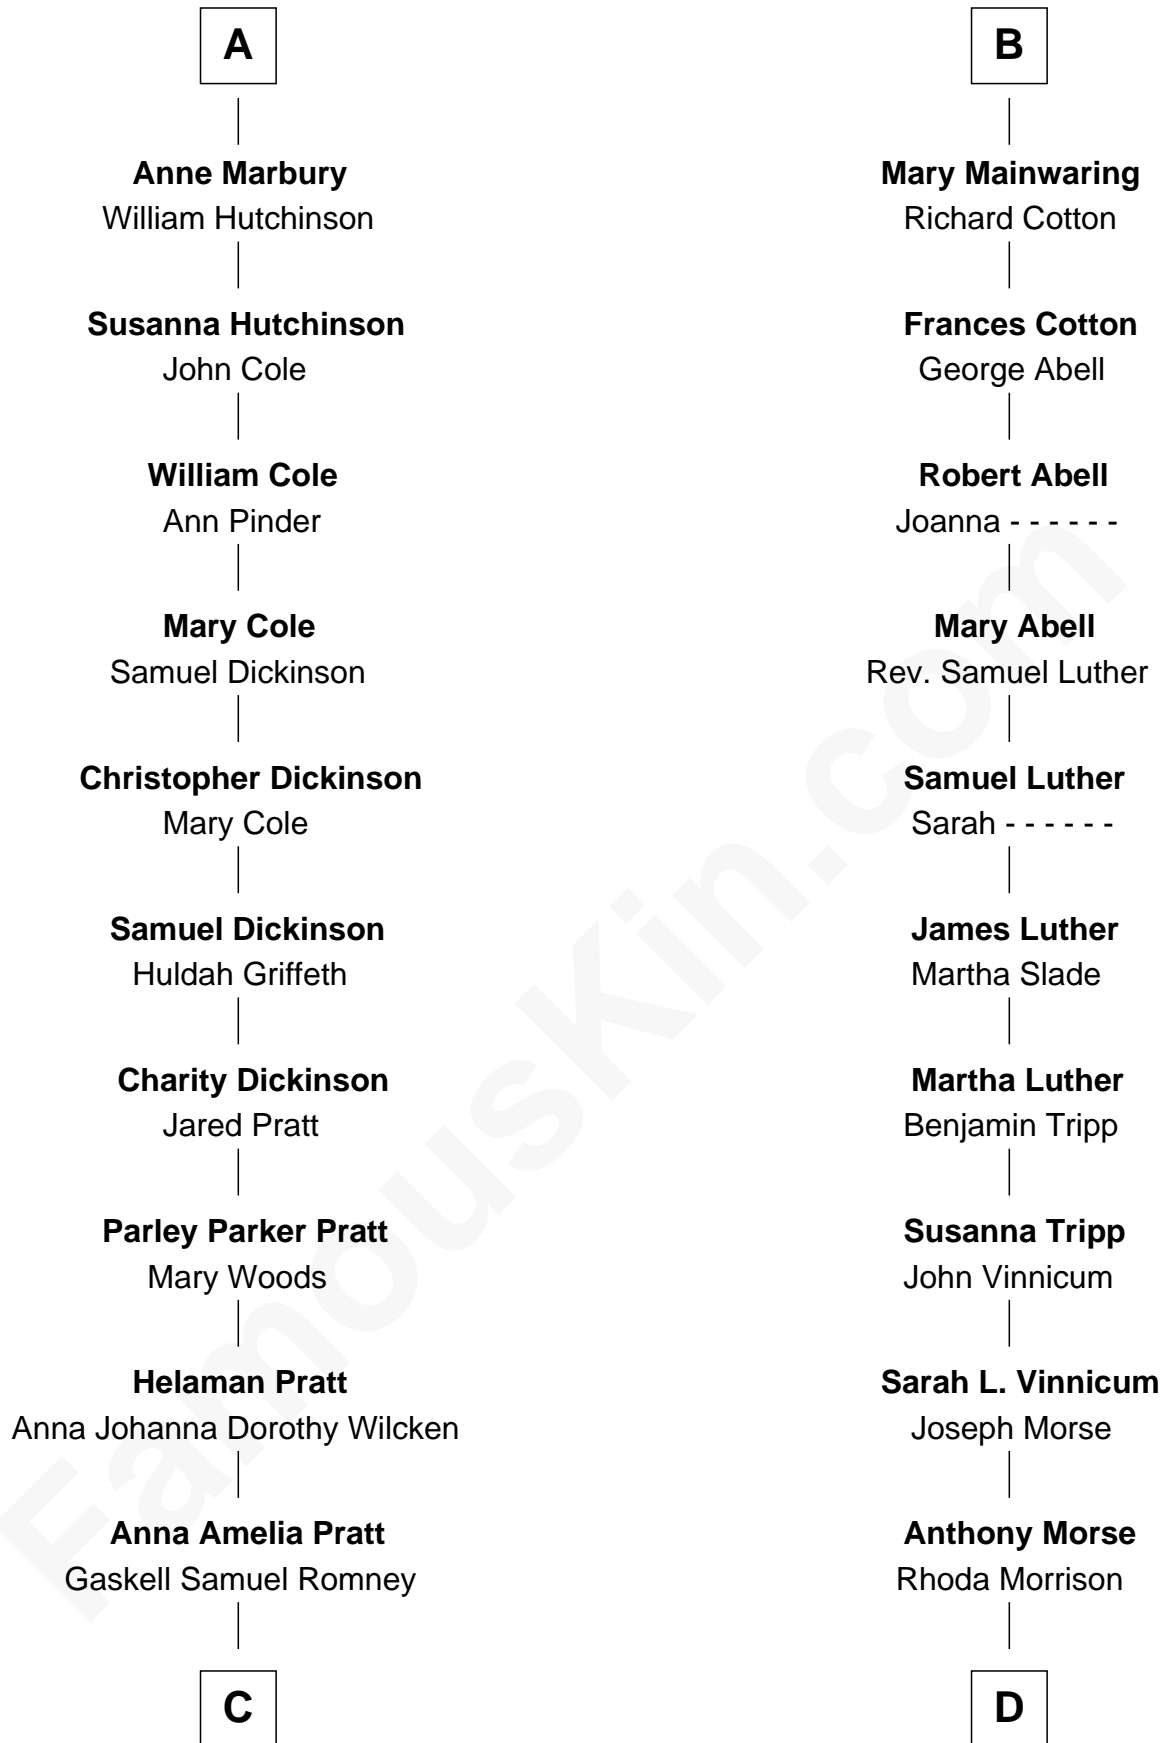 A
Anne Marbury
William Hutchinson
Susanna Hutchinson
John Cole
William Cole
Ann Pinder
Mary Cole
Samuel Dickinson
Christopher Dickinson
Mary Cole
Samuel Dickinson
Huldah Griffeth
Charity Dickinson
Jared Pratt
Parley Parker Pratt
Mary Woods
Helaman Pratt
Anna Johanna Dorothy Wilcken
Anna Amelia Pratt
Gaskell Samuel Romney
C
B
Mary Mainwaring
Richard Cotton
Frances Cotton
George Abell
Robert Abell
Joanna - - - - - -
Mary Abell
Rev. Samuel Luther
Samuel Luther
Sarah - - - - - -
James Luther
Martha Slade
Martha Luther
Benjamin Tripp
Susanna Tripp
John Vinnicum
Sarah L. Vinnicum
Joseph Morse
Anthony Morse
Rhoda Morrison
D
FamousKin.com